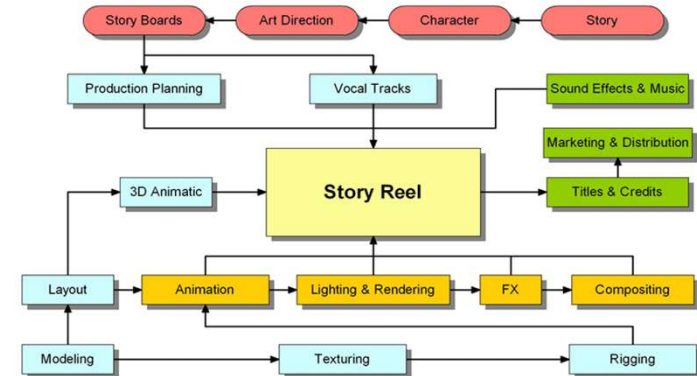 Story Boards
Art Direction
Character
Story
Production Planning
Vocal Tracks
Sound Effects & Music
Marketing & Distribution
3D Animatic
Story Reel
Titles & Credits
Layout
Animation
Lighting & Rendering
FX
Compositing
Modeling
Texturing
Rigging